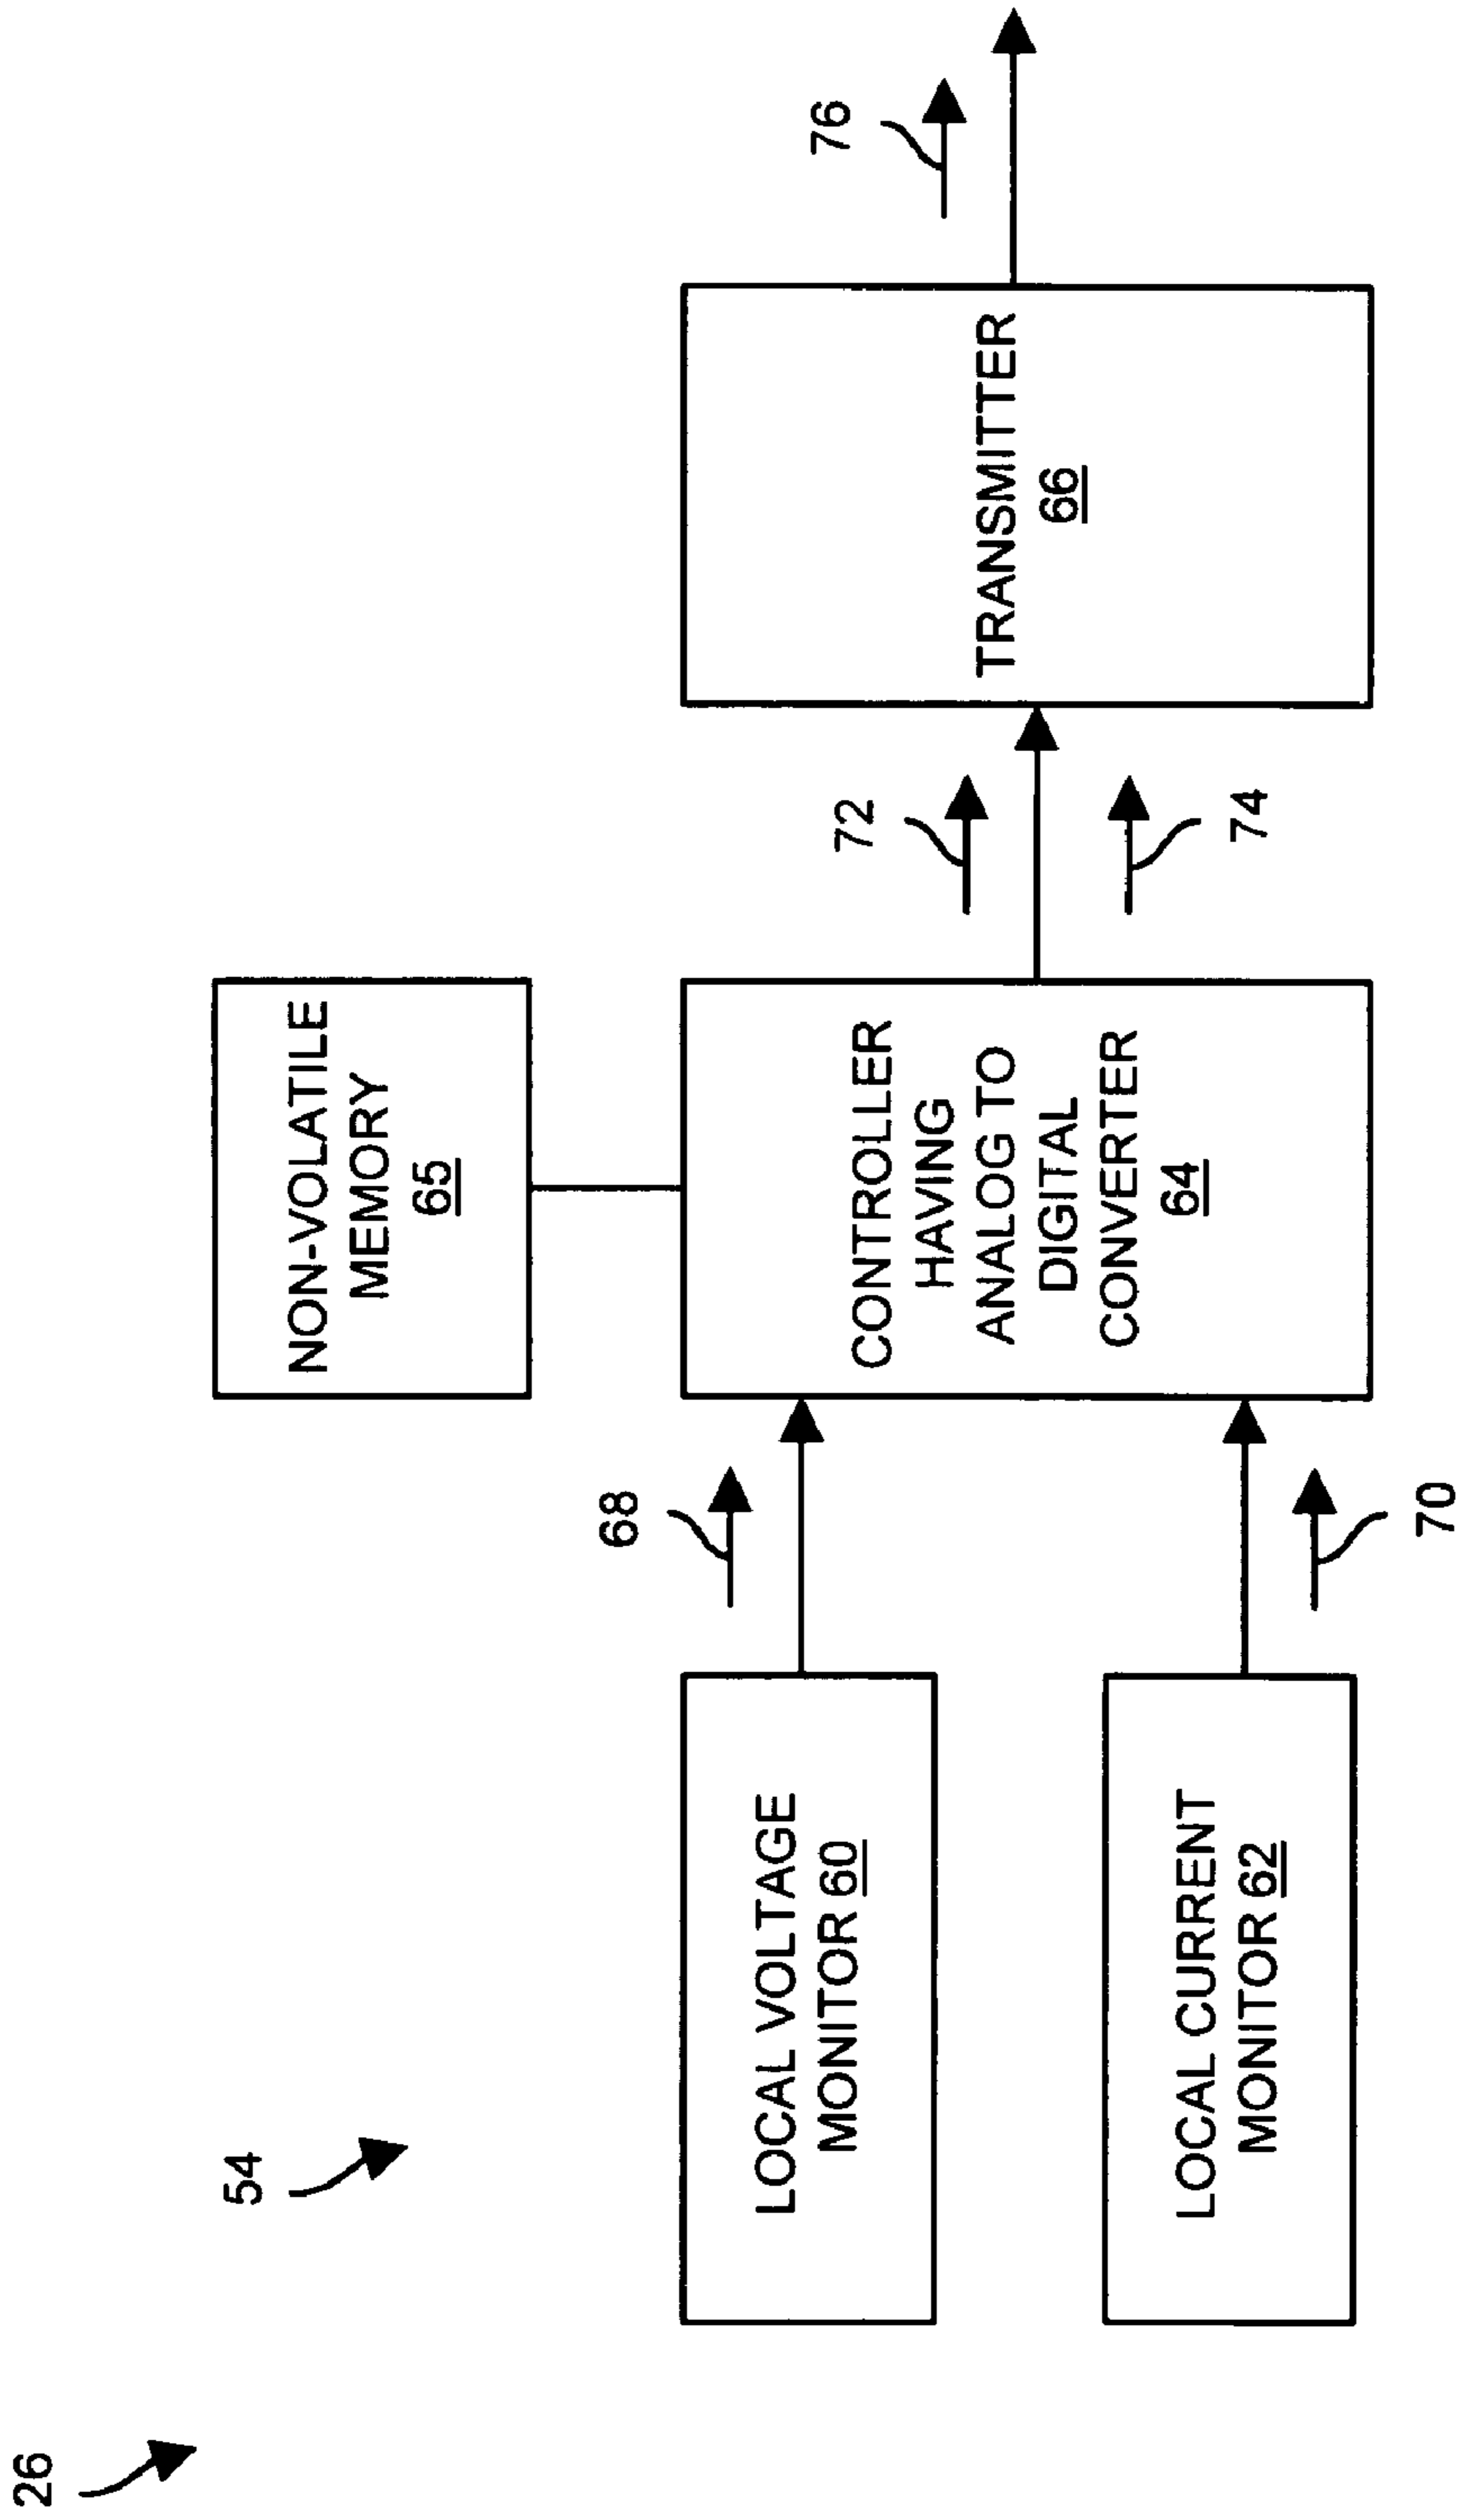 26
54
NON-VOLATILE
MEMORY
65
76
68
72
LOCAL VOLTAGE
MONITOR 60
CONTROLLER
HAVING
ANALOG TO
DIGITAL
CONVERTER
64
TRANSMITTER
66
LOCAL CURRENT
MONITOR 62
74
70